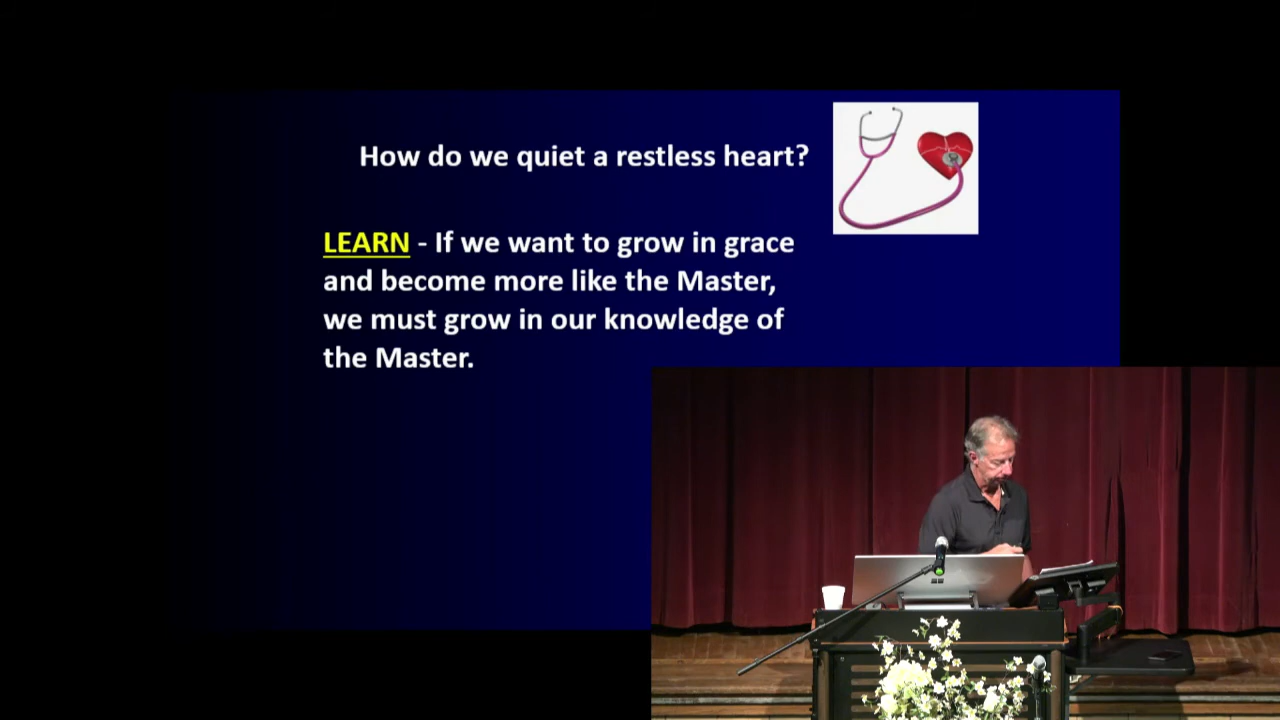 How do we quiet a restless heart?
LEARN - If we want to grow in grace
and become more like the Master,
we must grow in our knowledge of
the Master.